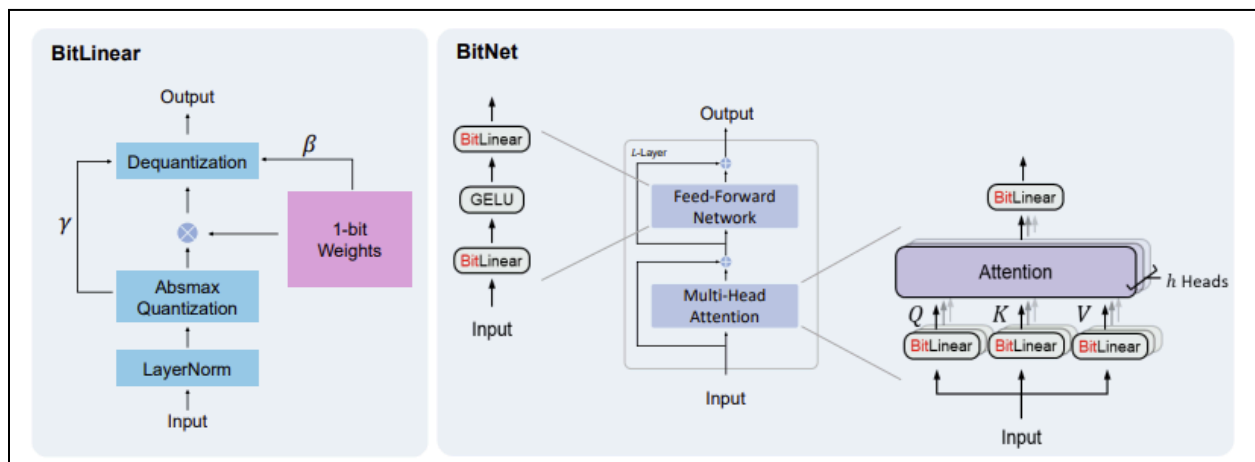 BitLinear
Output
Dequantization
β
γ
1-bit
Weights
Absmax
Quantization
LayerNorm
Input
BitNet
BitLinear
GELU
BitLinear
Input
Output
L-Layer
Feed-Forward
Network
Multi-Head
Attention
Input
BitLinear
Attention
h Heads
Q K V
BitLinear BitLinear BitLinear
Input